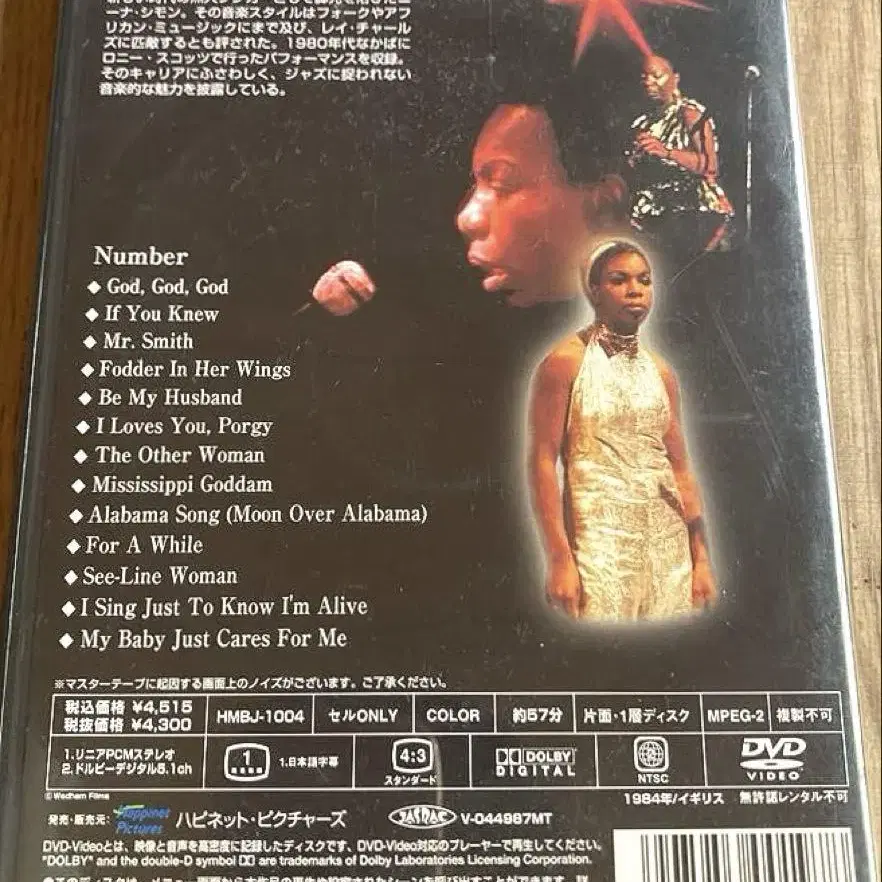 ーナ・シモン。その音楽スタイルはフォークやアフ
リカン・ミュージックにまで及び、レイ・チャール
ズに匹敵するとも評された。1980年代なかばに
ロニー・スコッツで行ったパフォーマンスを収録。
そのキャリアにふさわしく、ジャズに捉われない
音楽的な魅力を披露している。
Number
◆God, God, God
◆If You Knew
◆Mr. Smith
◆Fodder In Her Wings
◆Be My Husband
◆I Loves You, Porgy
◆The Other Woman
◆Mississippi Goddam
◆Alabama Song (Moon Over Alabama)
◆For A While
◆See-Line Woman
◆I Sing Just To Know I'm Alive
◆My Baby Just Cares For Me
※マスターテープに起因する画面上のノイズがございます。ご了承ください。
税込価格 ¥4,515
税抜価格 ¥4,300
HMBJ-1004
セルONLY
COLOR
約57分
片面・1層ディスク
MPEG-2
複製不可
1.リニアPCMステレオ
2.ドルビーデジタル5.1ch
1
1.日本語字幕
4:3
スタンダード
DOLBY
DIGITAL
2
NTSC
DVD
VIDEO
© Wadham Films
1984年/イギリス 無許諾レンタル不可
発売・販売元: Happinet Pictures ハピネット・ピクチャーズ
JASRAC V-044987MT
DVD-Videoとは、映像と音声を高密度に記録したディスクです。DVD-Video対応のプレーヤーで再生してください。
"DOLBY" and the double-D symbol are trademarks of Dolby Laboratories Licensing Corporation.